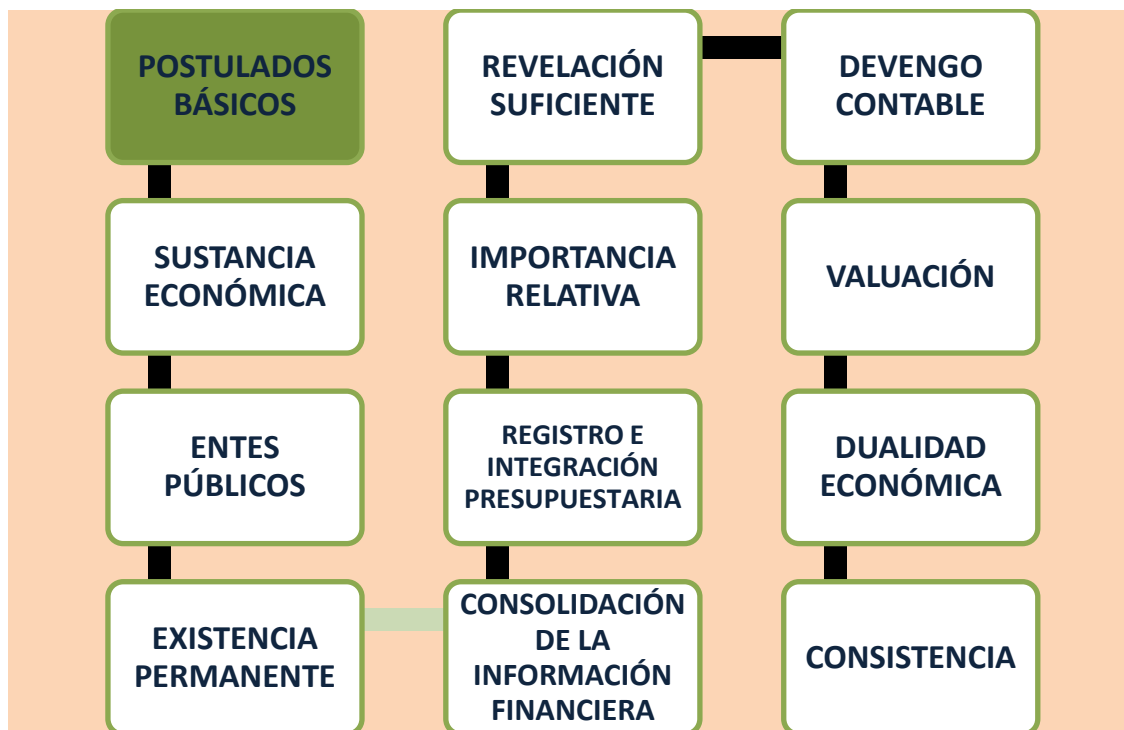 POSTULADOS
BÁSICOS
SUSTANCIA
ECONÓMICA
ENTES
PÚBLICOS
EXISTENCIA
PERMANENTE
CONSOLIDACIÓN
DE LA
INFORMACIÓN
FINANCIERA
REGISTRO E
INTEGRACIÓN
PRESUPUESTARIA
IMPORTANCIA
RELATIVA
REVELACIÓN
SUFICIENTE
DEVENGO
CONTABLE
VALUACIÓN
DUALIDAD
ECONÓMICA
CONSISTENCIA